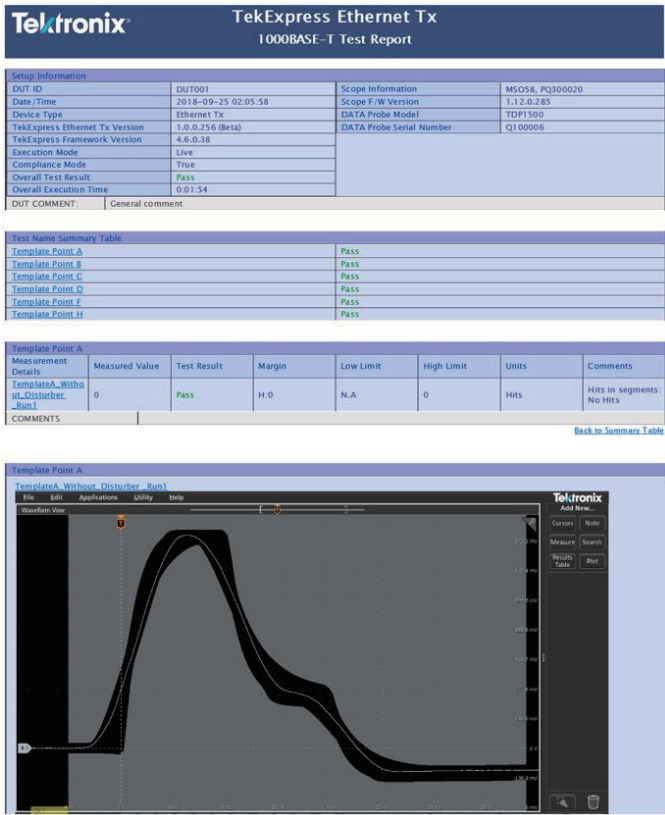 Tektronix
TekExpress Ethernet Tx
1000BASE-T Test Report
Setup Information
DUT ID DUT001 Scope Information MSO58, PQ300020
Date/Time 2018-09-25 02:05:58 Scope F/W Version 1.12.0.285
Device Type Ethernet Tx DATA Probe Model TDP1500
TekExpress Ethernet Tx Version 1.0.0.256 (Beta) DATA Probe Serial Number Q100006
TekExpress Framework Version 4.6.0.38
Execution Mode Live
Compliance Mode True
Overall Test Result Pass
Overall Execution Time 0:01:54
DUT COMMENT: General comment
Test Name Summary Table
Template Point A Pass
Template Point B Pass
Template Point C Pass
Template Point D Pass
Template Point F Pass
Template Point H Pass
Template Point A
Measurement Details Measured Value Test Result Margin Low Limit High Limit Units Comments
TemplateA_Witho
ut_Disturber
_Run1 0 Pass H:0 N.A 0 Hits Hits in segments: No Hits
COMMENTS
Back to Summary Table
Template Point A
TemplateA_Without_Disturber _Run1
File Edit Applications Utility Help
Tektronix
Waveform View
Add New...
Cursors Note
Measure Search
Results Table Plot
T
0 V